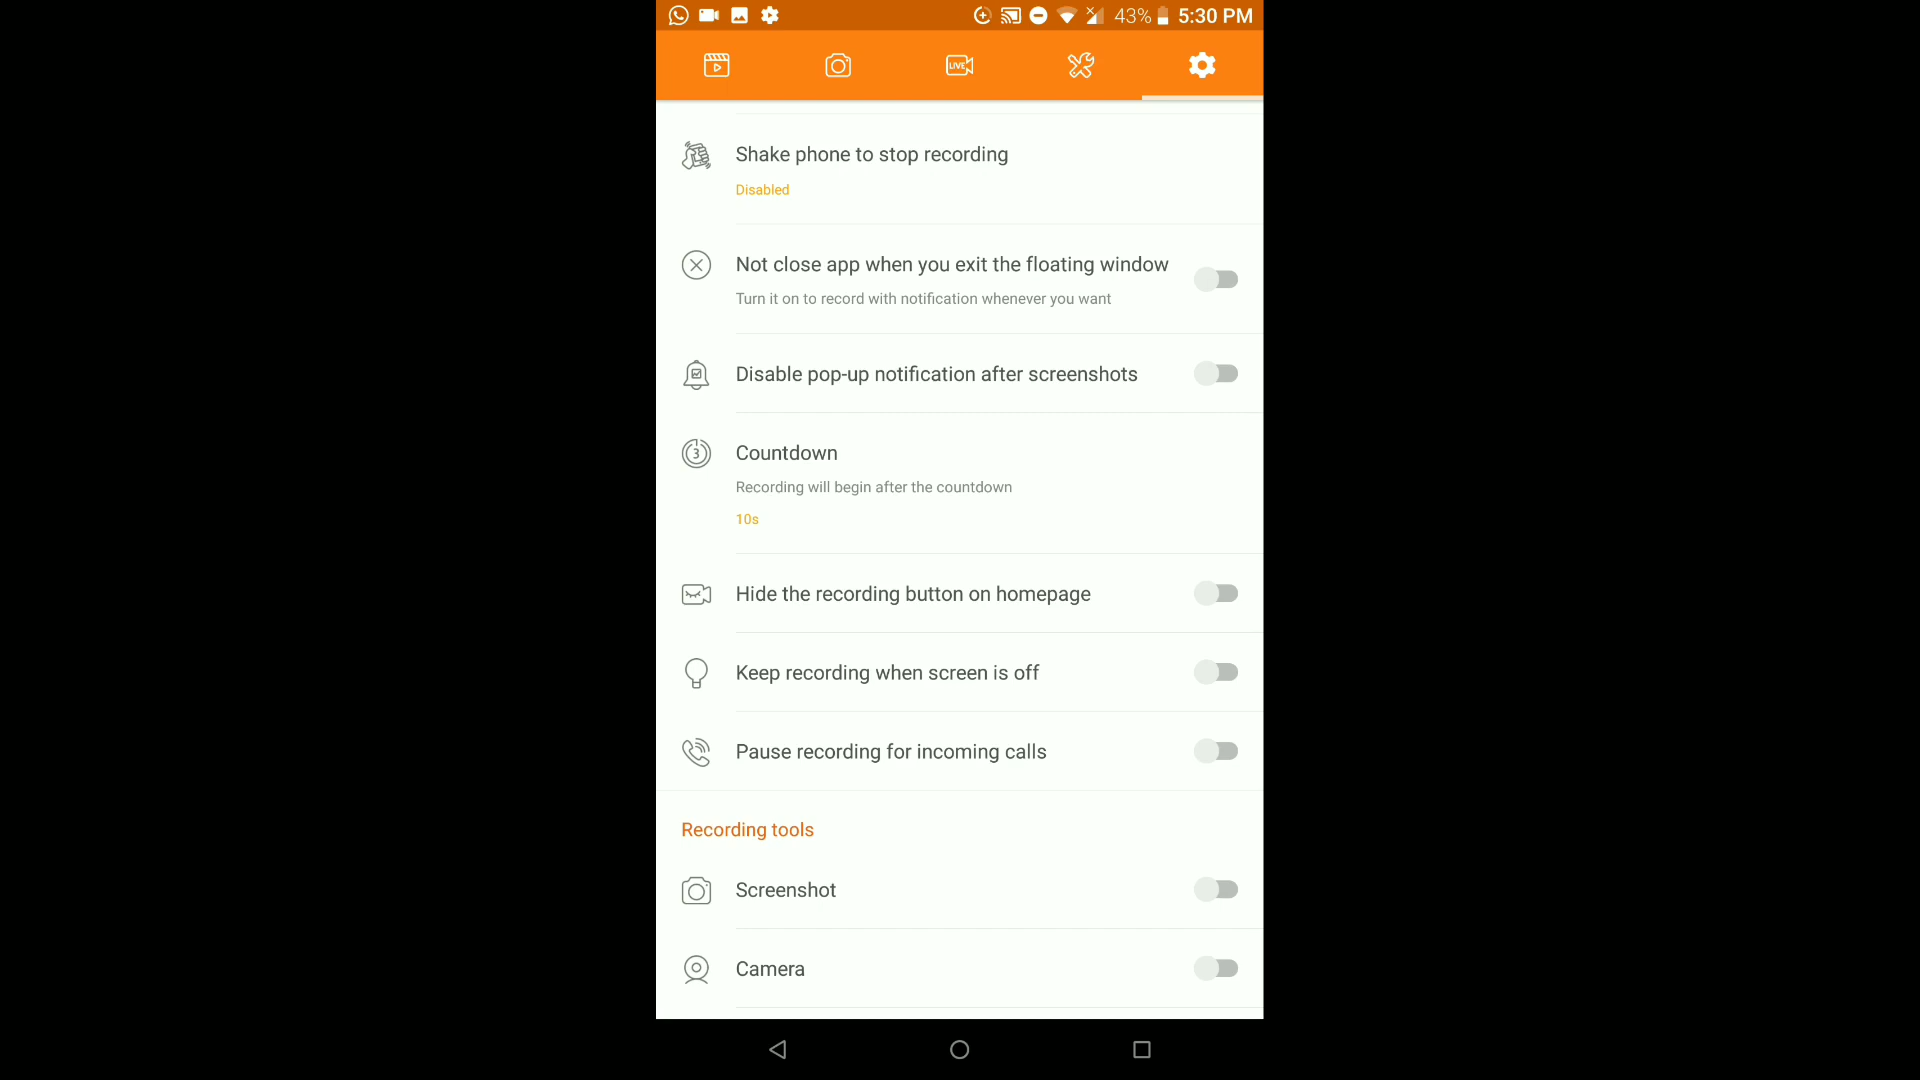 43% 5:30 PM
LIVE
Shake phone to stop recording
Disabled
Not close app when you exit the floating window
Turn it on to record with notification whenever you want
Disable pop-up notification after screenshots
3
Countdown
Recording will begin after the countdown
10s
Hide the recording button on homepage
Keep recording when screen is off
Pause recording for incoming calls
Recording tools
Screenshot
Camera